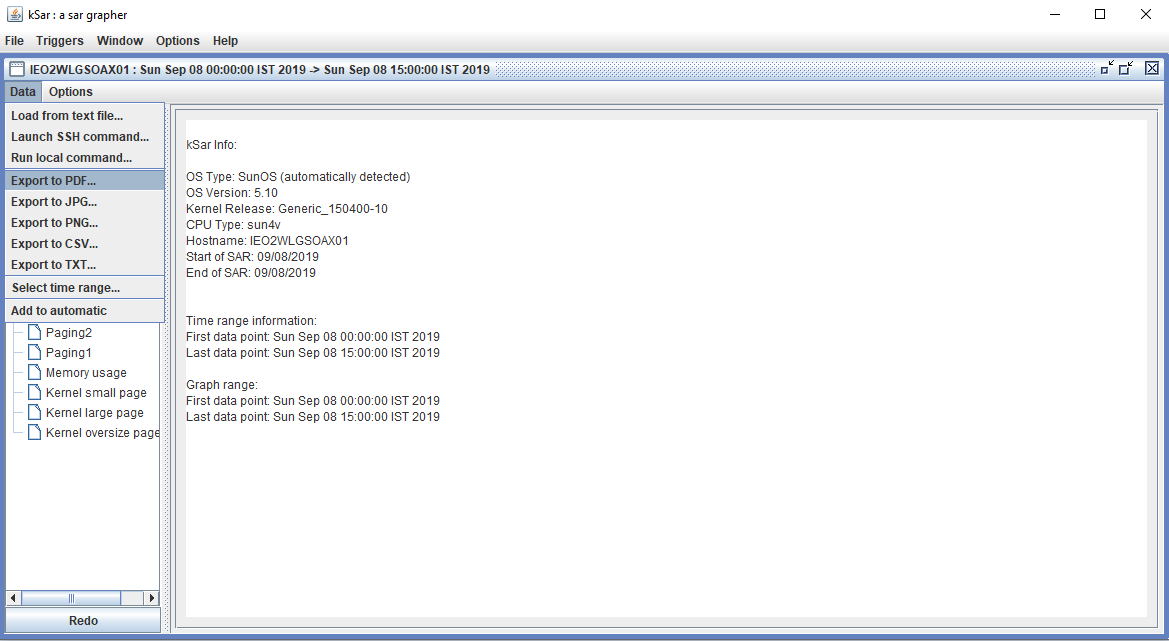 kSar : a sar grapher
File Triggers Window Options Help
IEO2WLGSOAX01 : Sun Sep 08 00:00:00 IST 2019 -> Sun Sep 08 15:00:00 IST 2019
Data Options
Load from text file...
Launch SSH command...
Run local command...
Export to PDF...
Export to JPG...
Export to PNG...
Export to CSV...
Export to TXT...
Select time range...
Add to automatic
Paging2
Paging1
Memory usage
Kernel small page
Kernel large page
Kernel oversize page
Redo
kSar Info:
OS Type: SunOS (automatically detected)
OS Version: 5.10
Kernel Release: Generic_150400-10
CPU Type: sun4v
Hostname: IEO2WLGSOAX01
Start of SAR: 09/08/2019
End of SAR: 09/08/2019
Time range information:
First data point: Sun Sep 08 00:00:00 IST 2019
Last data point: Sun Sep 08 15:00:00 IST 2019
Graph range:
First data point: Sun Sep 08 00:00:00 IST 2019
Last data point: Sun Sep 08 15:00:00 IST 2019